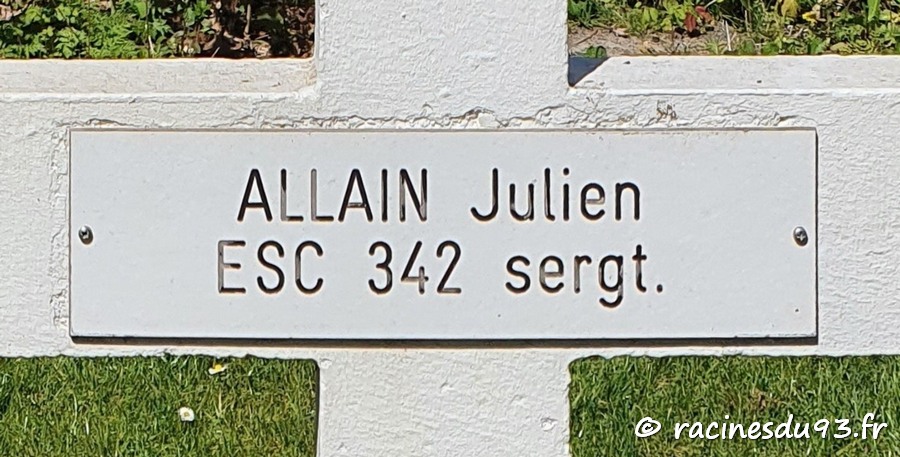 ALLAIN Julien
ESC 342 sergt.
© racinesdu93.fr